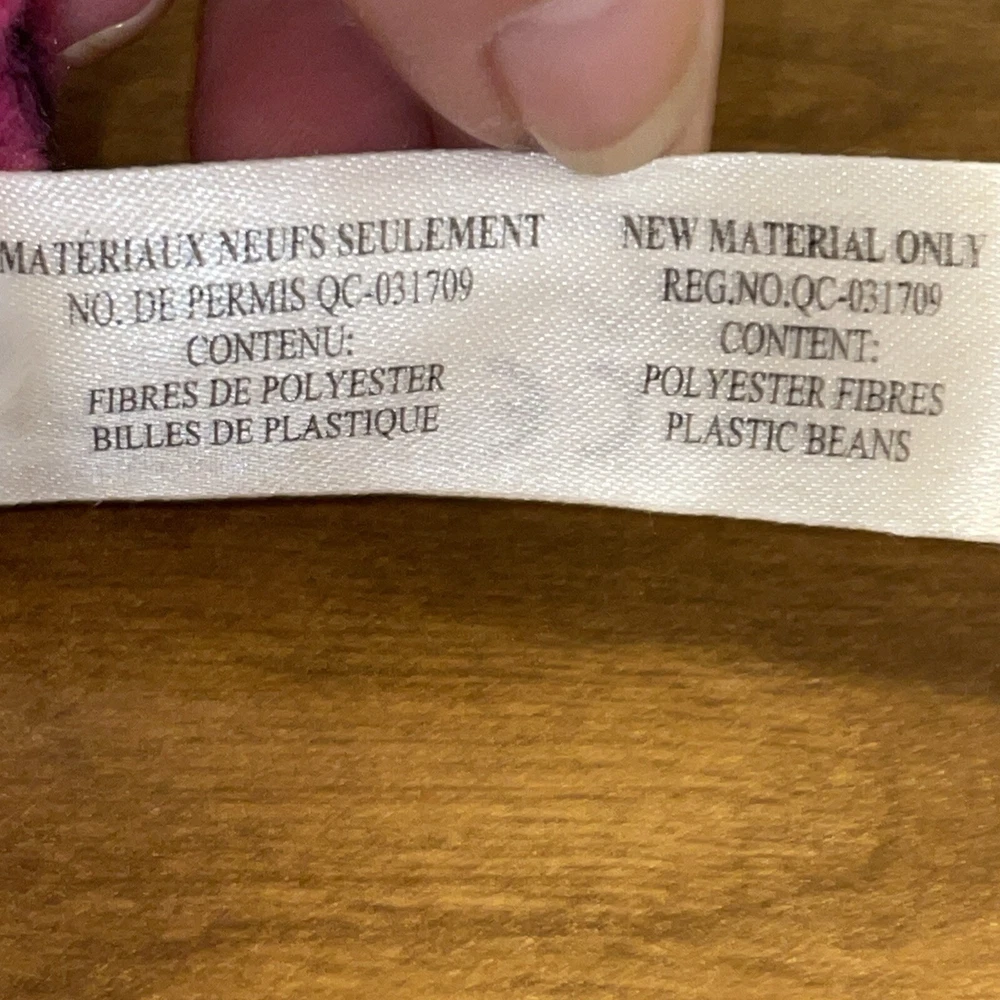 MATÉRIAUX NEUFS SEULEMENT
NO. DE PERMIS QC-031709
CONTENU:
FIBRES DE POLYESTER
BILLES DE PLASTIQUE
NEW MATERIAL ONLY
REG.NO.QC-031709
CONTENT:
POLYESTER FIBRES
PLASTIC BEANS